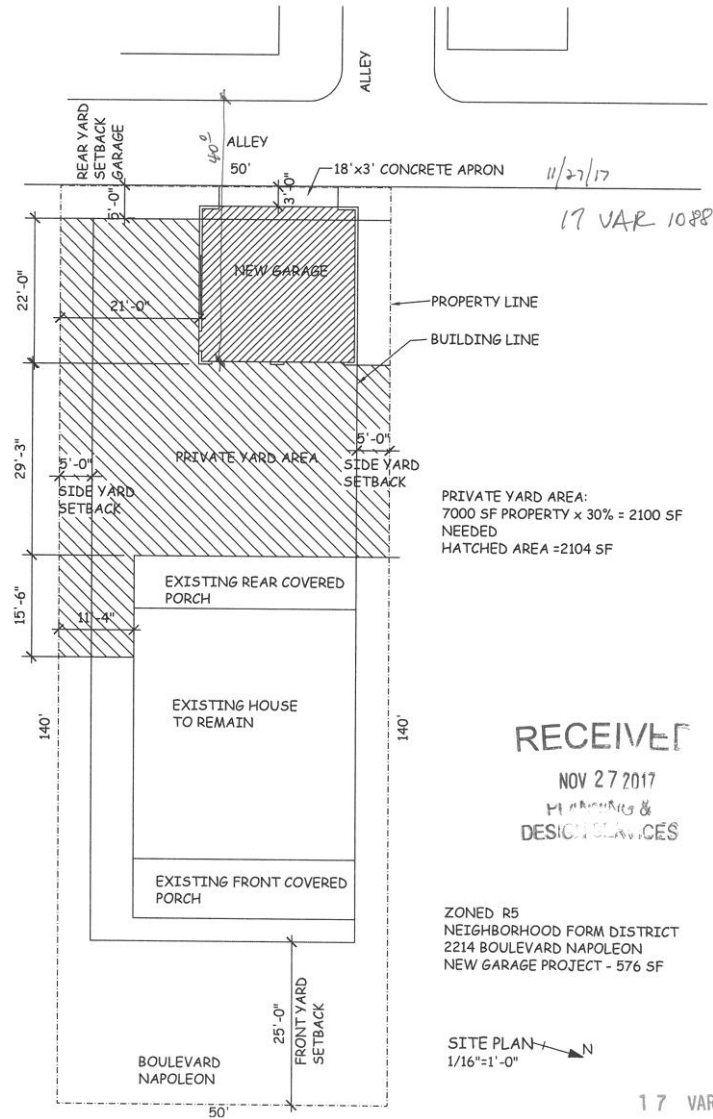 ALLEY
REAR YARD
SETBACK
GARAGE
40'0"
ALLEY
50'
18'x3' CONCRETE APRON
11/27/17
17 VAR 1088
5'-0"
3'-0"
22'-0"
NEW GARAGE
21'-0"
PROPERTY LINE
BUILDING LINE
29'-3"
PRIVATE YARD AREA
5'-0"
SIDE YARD
SETBACK
5'-0"
SIDE YARD
SETBACK
PRIVATE YARD AREA:
7000 SF PROPERTY x 30% = 2100 SF
NEEDED
HATCHED AREA =2104 SF
15'-6"
EXISTING REAR COVERED
PORCH
11'-4"
EXISTING HOUSE
TO REMAIN
140'
140'
RECEIVED
NOV 27 2017
PLANNING &
DESIGN SERVICES
EXISTING FRONT COVERED
PORCH
ZONED R5
NEIGHBORHOOD FORM DISTRICT
2214 BOULEVARD NAPOLEON
NEW GARAGE PROJECT - 576 SF
25'-0"
FRONT YARD
SETBACK
SITE PLAN
N
1/16"=1'-0"
BOULEVARD
NAPOLEON
50'
17 VAR